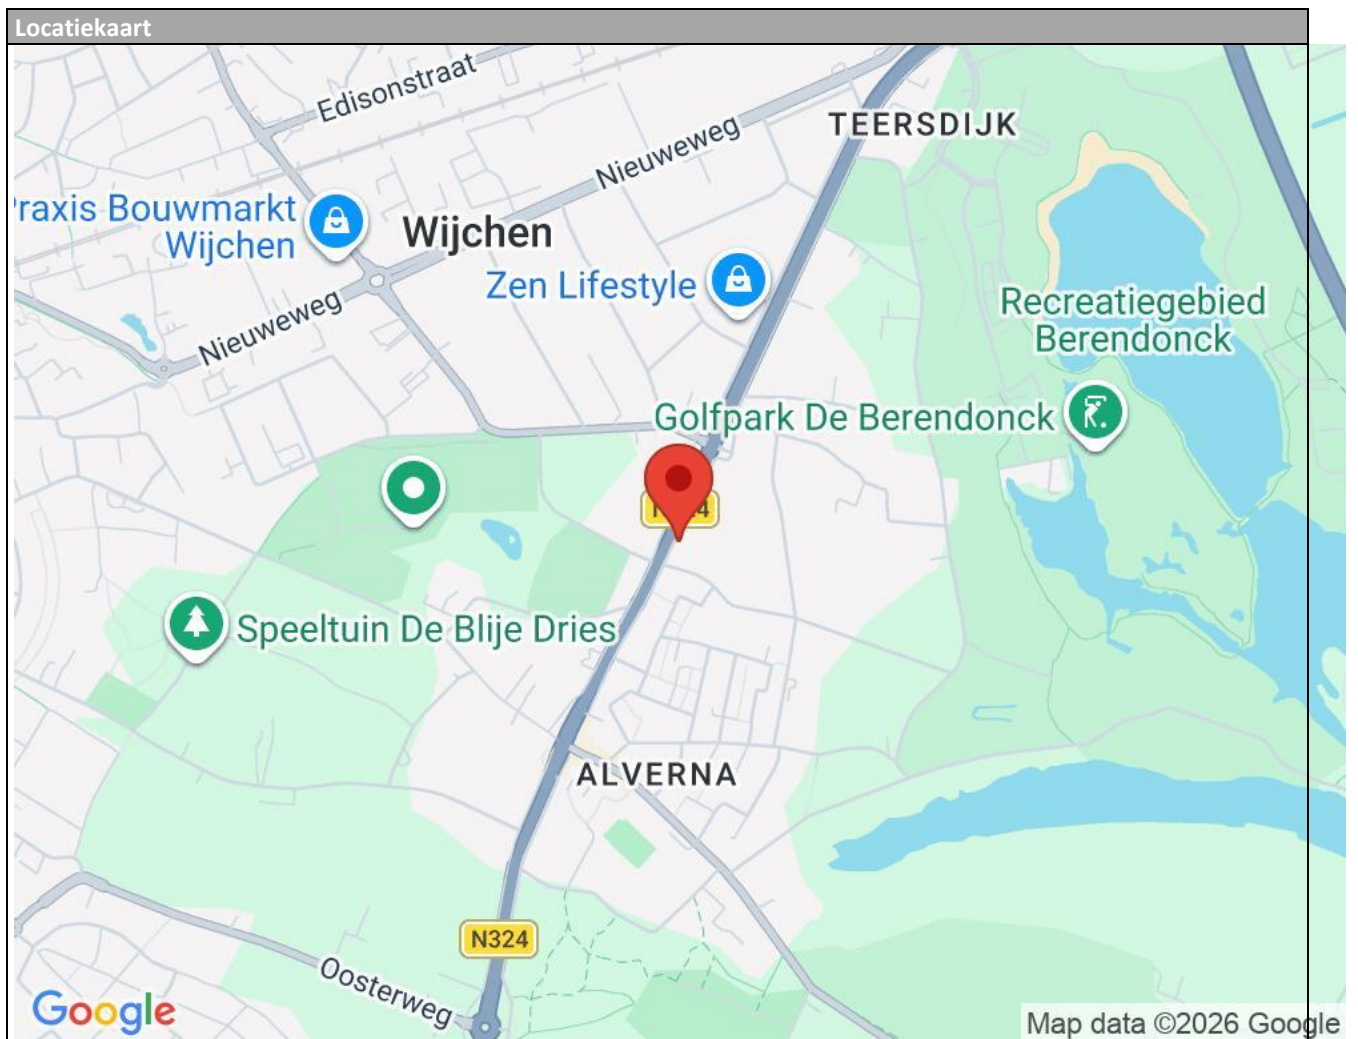 Locatiekaart
Edisonstraat
TEERSDIJK
Nieuweweg
raxis Bouwmarkt
Wijchen
Wijchen
Zen Lifestyle
Recreatiegebied
Berendonck
Nieuweweg
Golfpark De Berendonck
Speeltuin De Blije Dries
ALVERNA
N324
Oosterweg
Google
Map data ©2026 Google